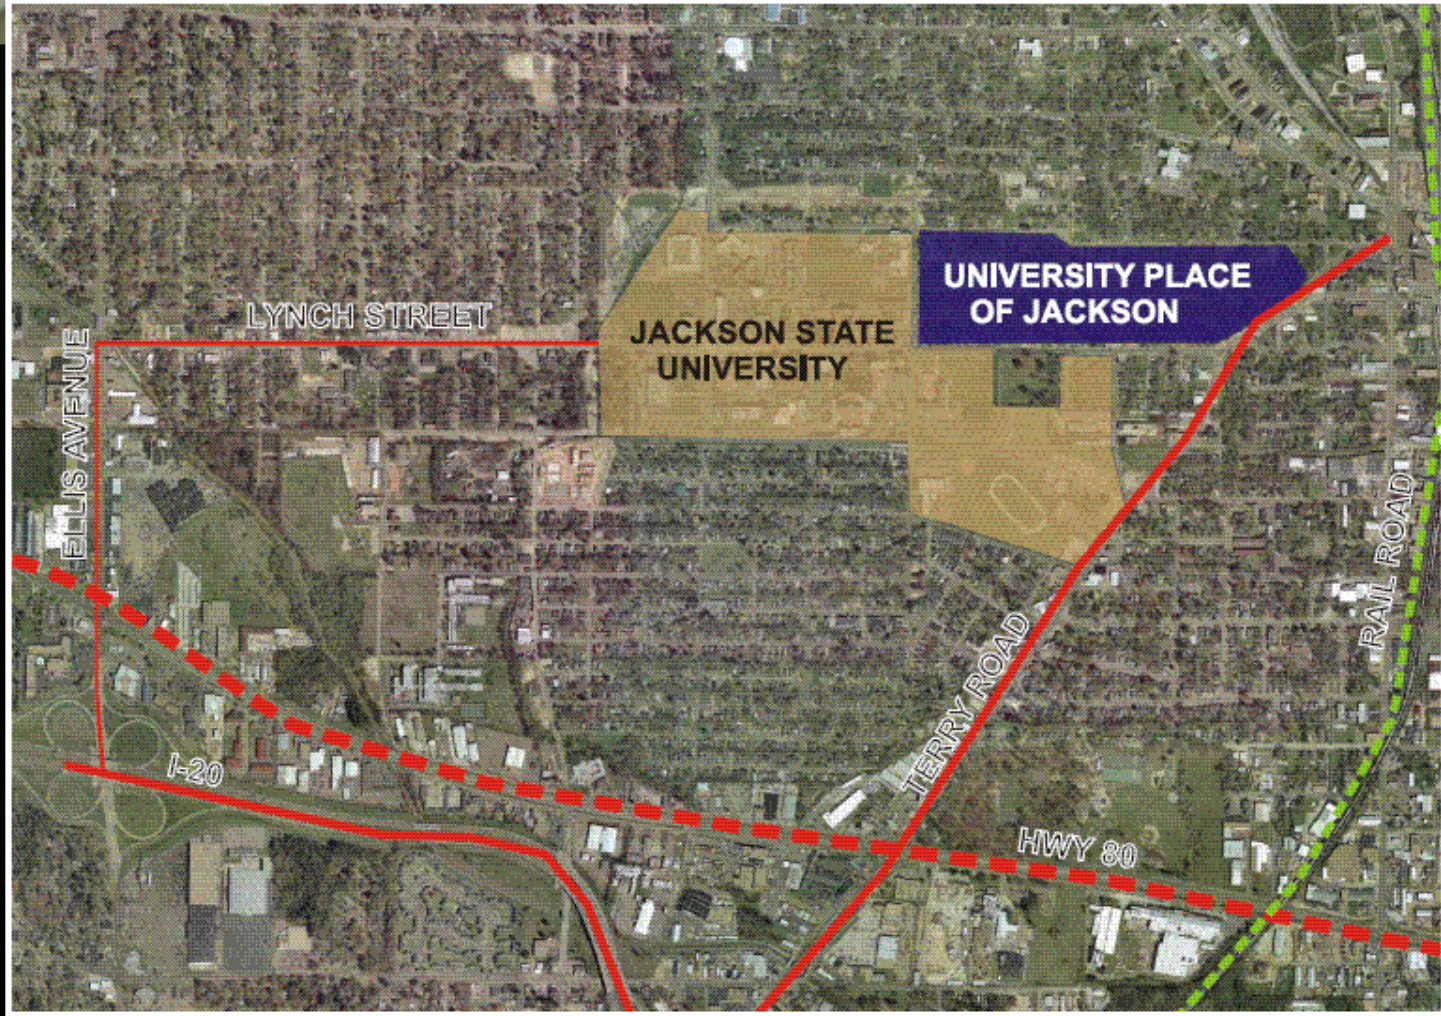 UNIVERSITY PLACE
OF JACKSON
LYNCH STREET
JACKSON STATE
UNIVERSITY
ELLIS AVENUE
RAIL ROAD
TERRY ROAD
I-20
HWY 80